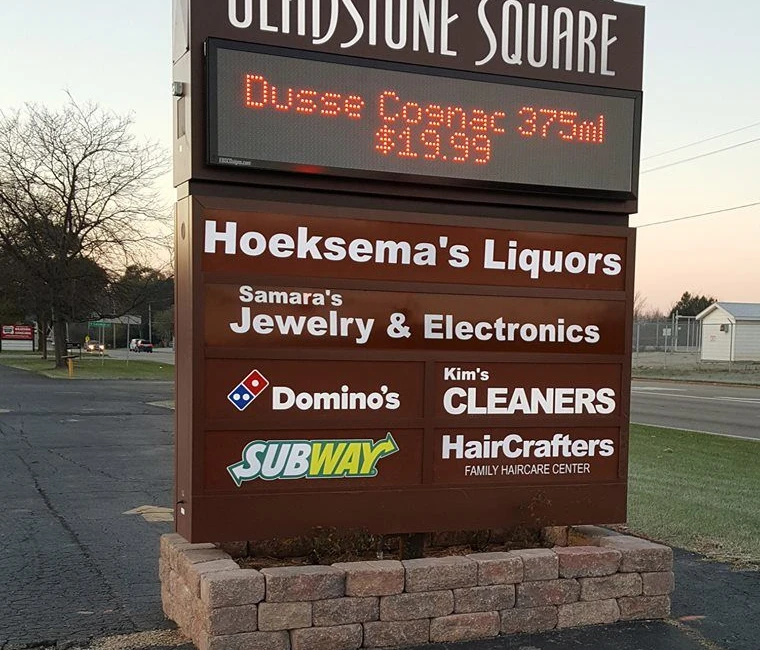 GLADSTONE SQUARE
Dusse Cognac 375ml
$19.99
Hoeksema's Liquors
Samara's
Jewelry & Electronics
Domino's
Kim's
CLEANERS
SUBWAY
HairCrafters
FAMILY HAIRCARE CENTER